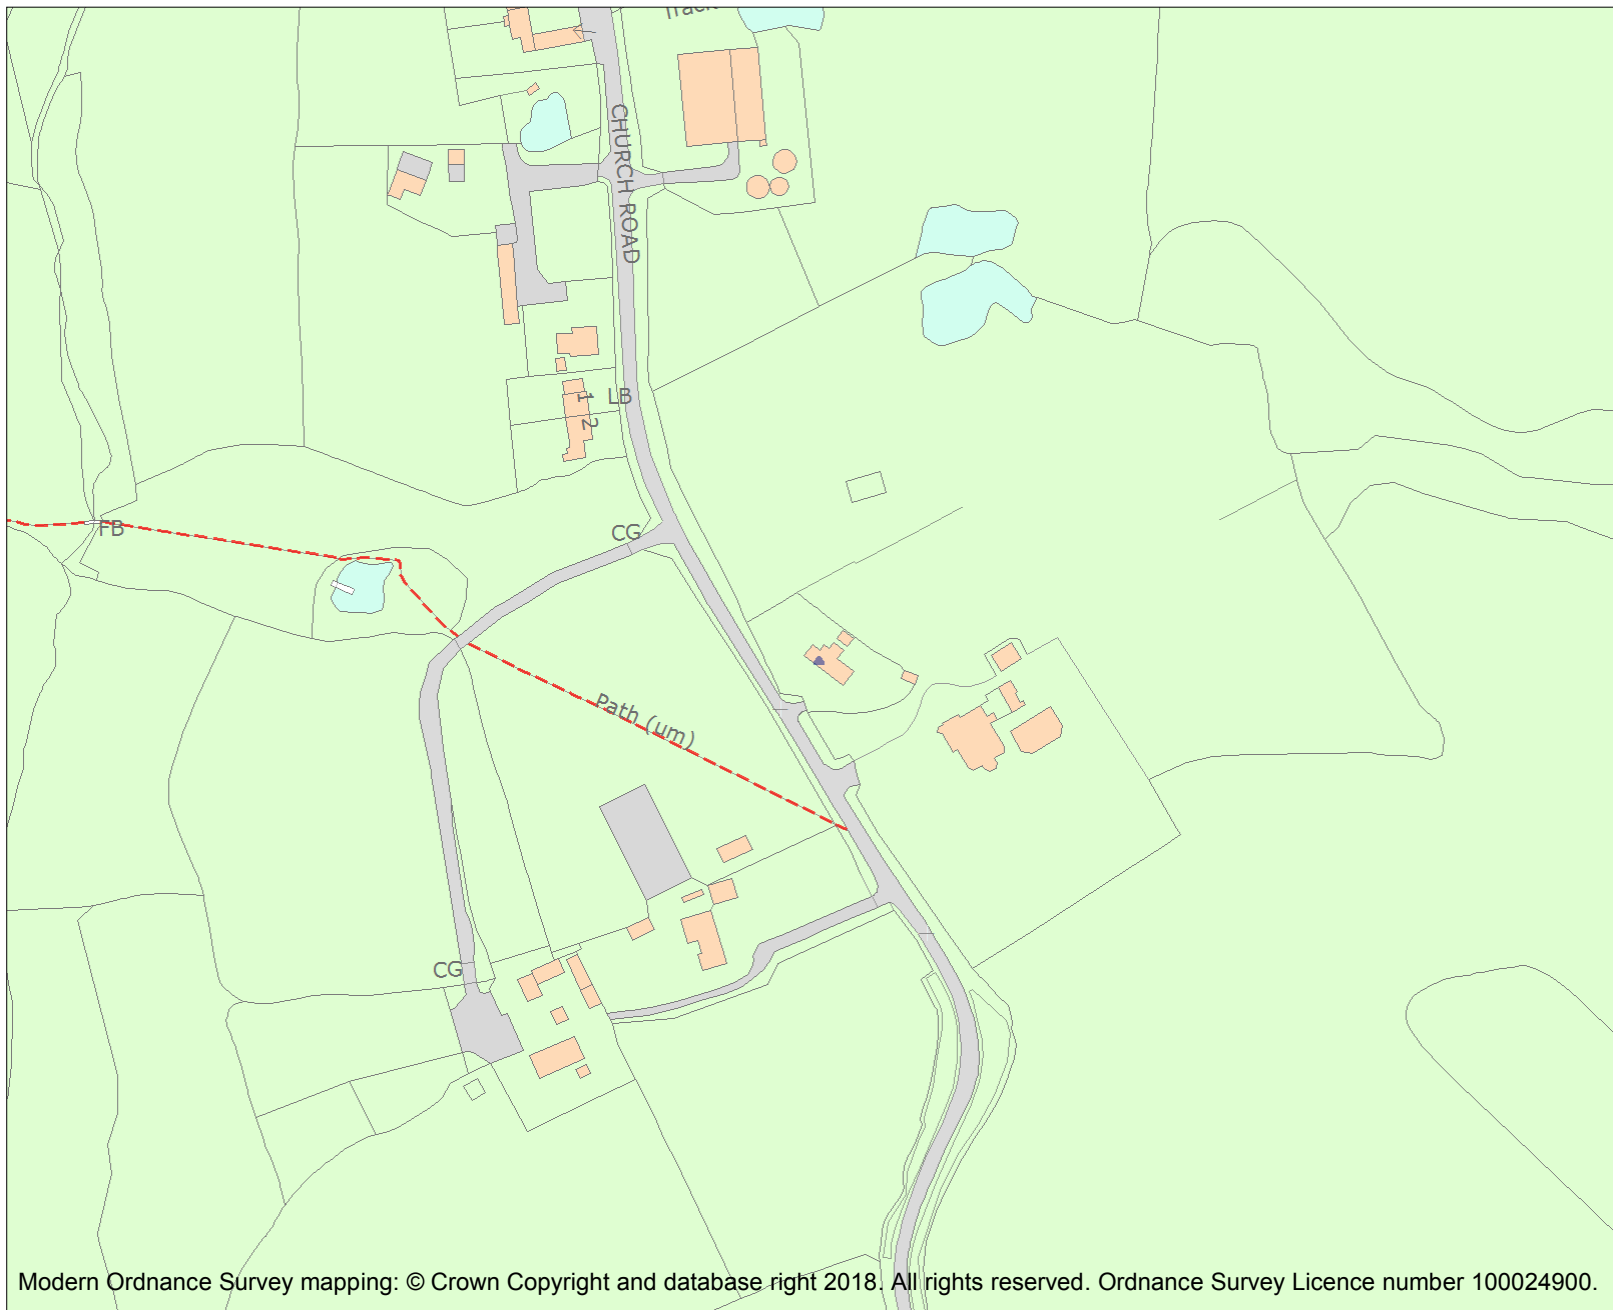 Track
CHURCH ROAD
1
LB
2
CG
FB
Path (um)
CG
Modern Ordnance Survey mapping: © Crown Copyright and database right 2018. All rights reserved. Ordnance Survey Licence number 100024900.